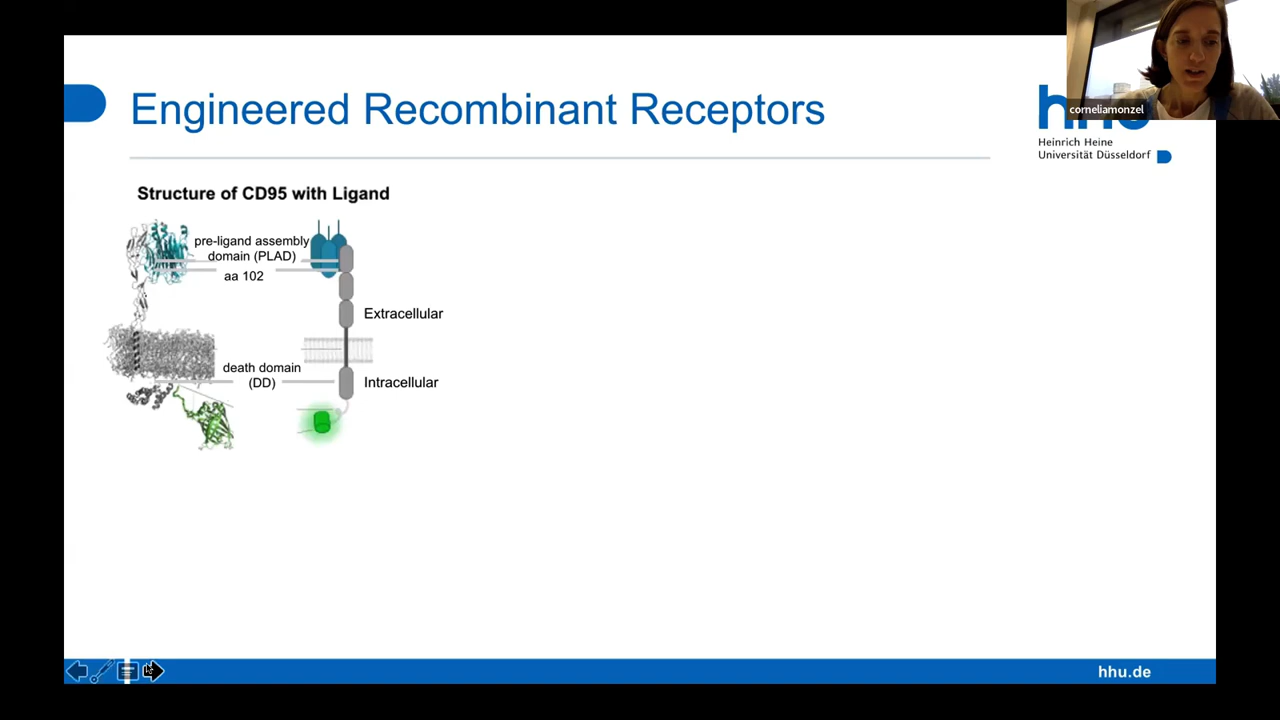 Engineered Recombinant Receptors
corneliamonzel
Heinrich Heine
Universität Düsseldorf
Structure of CD95 with Ligand
pre-ligand assembly
domain (PLAD)
aa 102
Extracellular
death domain
(DD)
Intracellular
hhu.de